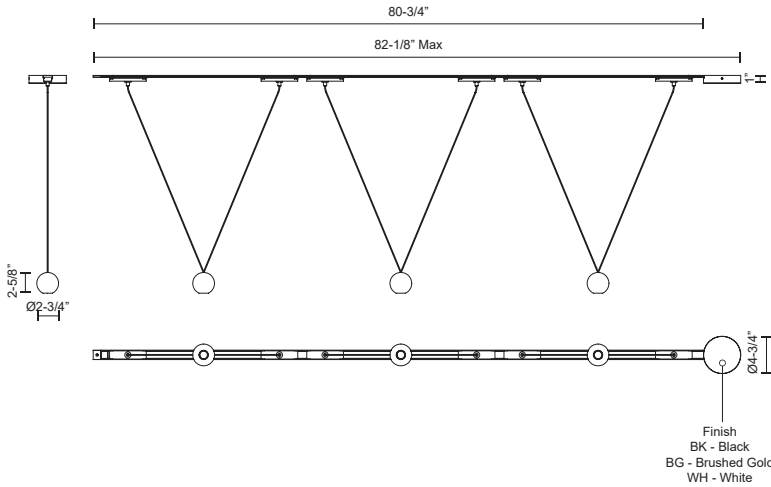 80-3/4”
82-1/8” Max
1”
2-5/8”
Ø2-3/4”
Ø4-3/4”
Finish
BK - Black
BG - Brushed Gold
WH - White